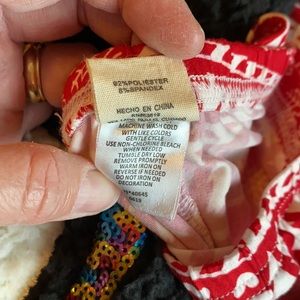 92%POLYESTER
8%SPANDEX
HECHO EN CHINA
MACHINE WASH COLD
WITH LIKE COLORS
GENTLE CYCLE
USE NON-CHLORINE BLEACH
WHEN NEEDED
TUMBLE DRY LOW
REMOVE PROMPTLY
WARM IRON ON
REVERSE AS NEEDED
DO NOT IRON ON
DECORATION